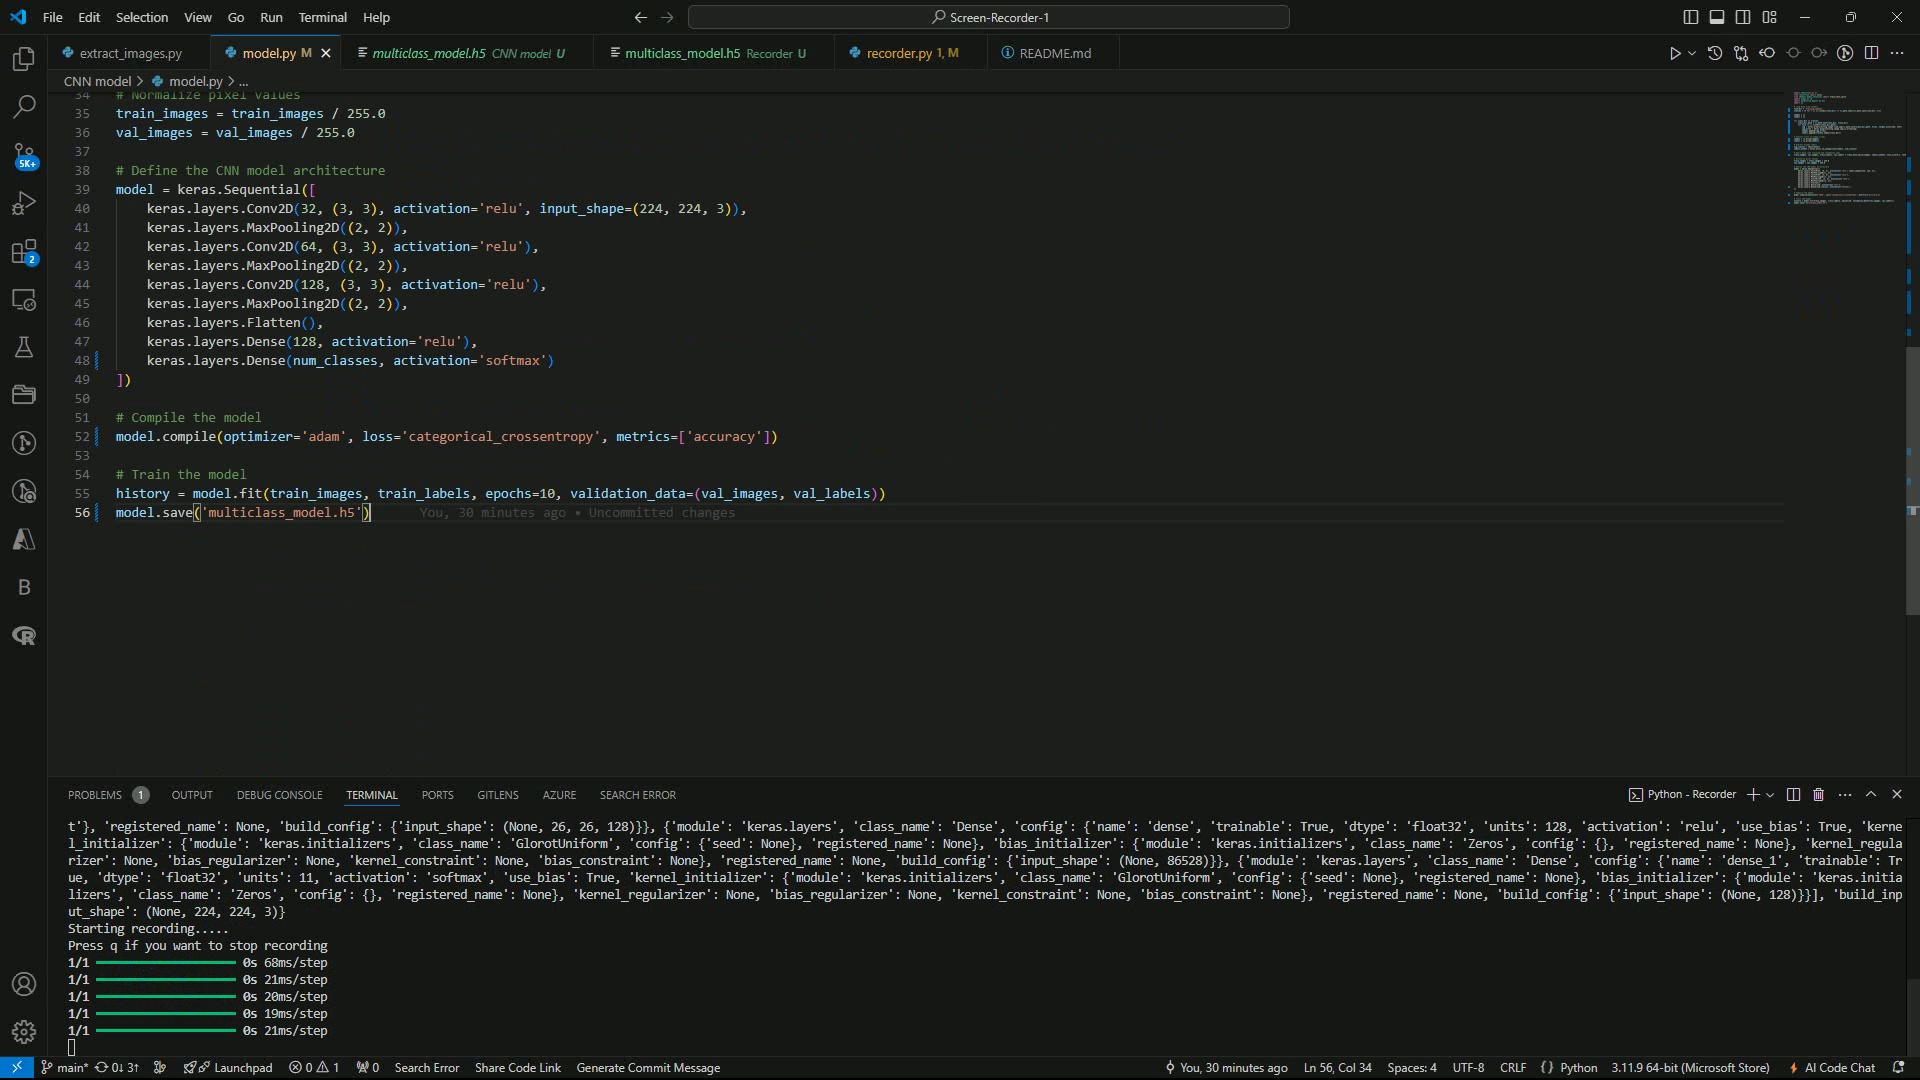 File Edit Selection View Go Run Terminal Help
Screen-Recorder-1
extract_images.py
model.py M
multiclass_model.h5 CNN model U
multiclass_model.h5 Recorder U
recorder.py 1, M
README.md
CNN model > model.py > ...
34 # Normalize pixel values
35 train_images = train_images / 255.0
36 val_images = val_images / 255.0
37
38 # Define the CNN model architecture
39 model = keras.Sequential([
40 keras.layers.Conv2D(32, (3, 3), activation='relu', input_shape=(224, 224, 3)),
41 keras.layers.MaxPooling2D((2, 2)),
42 keras.layers.Conv2D(64, (3, 3), activation='relu'),
43 keras.layers.MaxPooling2D((2, 2)),
44 keras.layers.Conv2D(128, (3, 3), activation='relu'),
45 keras.layers.MaxPooling2D((2, 2)),
46 keras.layers.Flatten(),
47 keras.layers.Dense(128, activation='relu'),
48 keras.layers.Dense(num_classes, activation='softmax')
49 ])
50
51 # Compile the model
52 model.compile(optimizer='adam', loss='categorical_crossentropy', metrics=['accuracy'])
53
54 # Train the model
55 history = model.fit(train_images, train_labels, epochs=10, validation_data=(val_images, val_labels))
56 model.save('multiclass_model.h5') You, 30 minutes ago • Uncommitted changes
5K+
2
B
PROBLEMS 1 OUTPUT DEBUG CONSOLE TERMINAL PORTS GITLENS AZURE SEARCH ERROR
Python - Recorder
t'}, 'registered_name': None, 'build_config': {'input_shape': (None, 26, 26, 128)}}, {'module': 'keras.layers', 'class_name': 'Dense', 'config': {'name': 'dense', 'trainable': True, 'dtype': 'float32', 'units': 128, 'activation': 'relu', 'use_bias': True, 'kerne
l_initializer': {'module': 'keras.initializers', 'class_name': 'GlorotUniform', 'config': {'seed': None}, 'registered_name': None}, 'bias_initializer': {'module': 'keras.initializers', 'class_name': 'Zeros', 'config': {}, 'registered_name': None}, 'kernel_regula
rizer': None, 'bias_regularizer': None, 'kernel_constraint': None, 'bias_constraint': None}, 'registered_name': None, 'build_config': {'input_shape': (None, 86528)}}, {'module': 'keras.layers', 'class_name': 'Dense', 'config': {'name': 'dense_1', 'trainable': Tr
ue, 'dtype': 'float32', 'units': 11, 'activation': 'softmax', 'use_bias': True, 'kernel_initializer': {'module': 'keras.initializers', 'class_name': 'GlorotUniform', 'config': {'seed': None}, 'registered_name': None}, 'bias_initializer': {'module': 'keras.initia
lizers', 'class_name': 'Zeros', 'config': {}, 'registered_name': None}, 'kernel_regularizer': None, 'bias_regularizer': None, 'kernel_constraint': None, 'bias_constraint': None}, 'registered_name': None, 'build_config': {'input_shape': (None, 128)}}], 'build_inp
ut_shape': (None, 224, 224, 3)}
Starting recording.....
Press q if you want to stop recording
1/1 0s 68ms/step
1/1 0s 21ms/step
1/1 0s 20ms/step
1/1 0s 19ms/step
1/1 0s 21ms/step
main* 0↓ 3↑ Launchpad 0 1 0 Search Error Share Code Link Generate Commit Message
You, 30 minutes ago Ln 56, Col 34 Spaces: 4 UTF-8 CRLF {} Python 3.11.9 64-bit (Microsoft Store) AI Code Chat